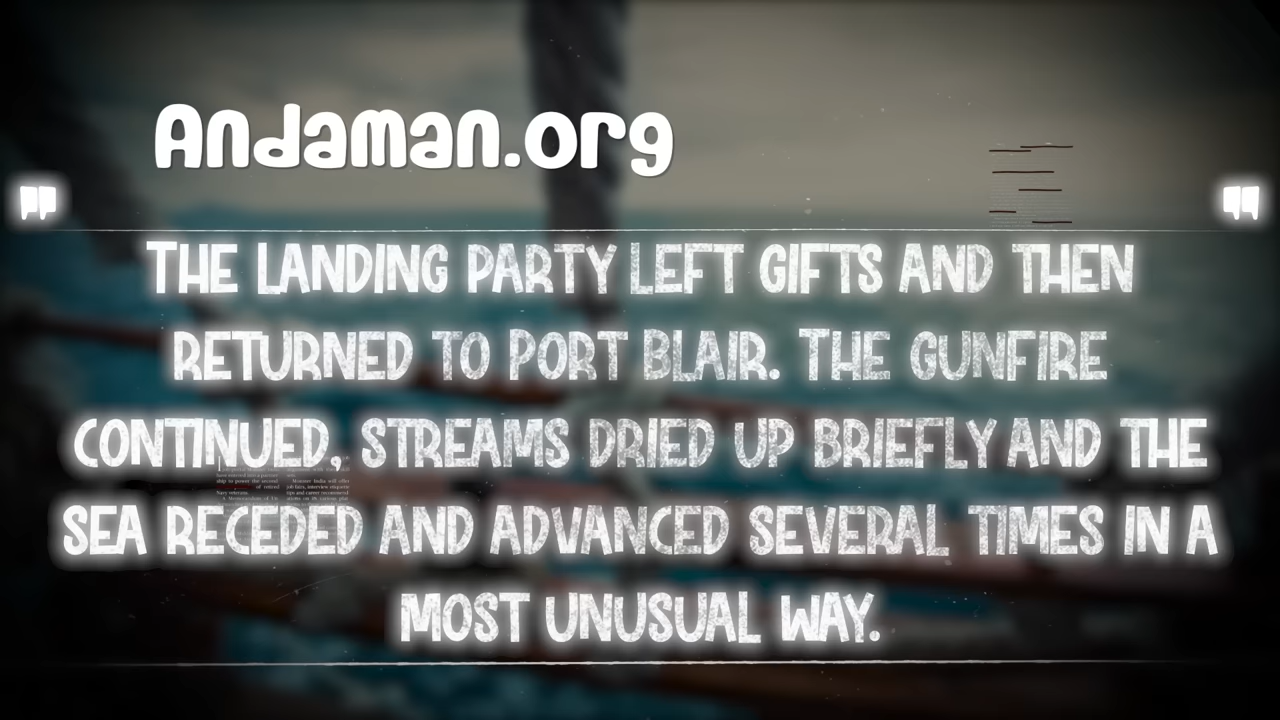 Andaman.org
"
"
THE LANDING PARTY LEFT GIFTS AND THEN
RETURNED TO PORT BLAIR. THE GUNFIRE
CONTINUED, STREAMS DRIED UP BRIEFLY AND THE
SEA RECEDED AND ADVANCED SEVERAL TIMES IN A
MOST UNUSUAL WAY.